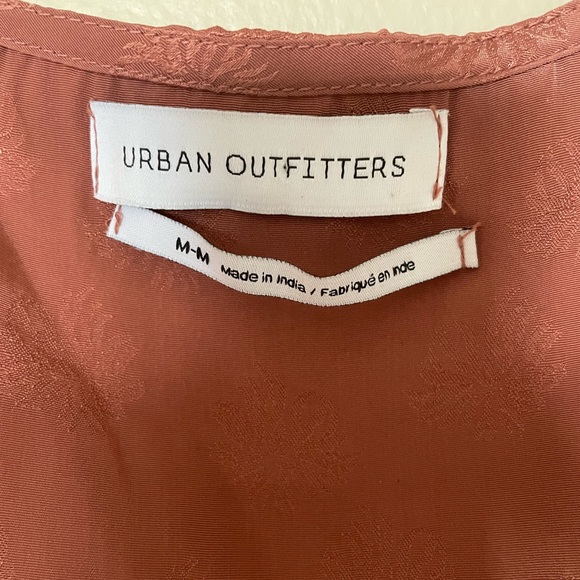 URBAN OUTFITTERS
M-M Made in India / Fabriqué en Inde